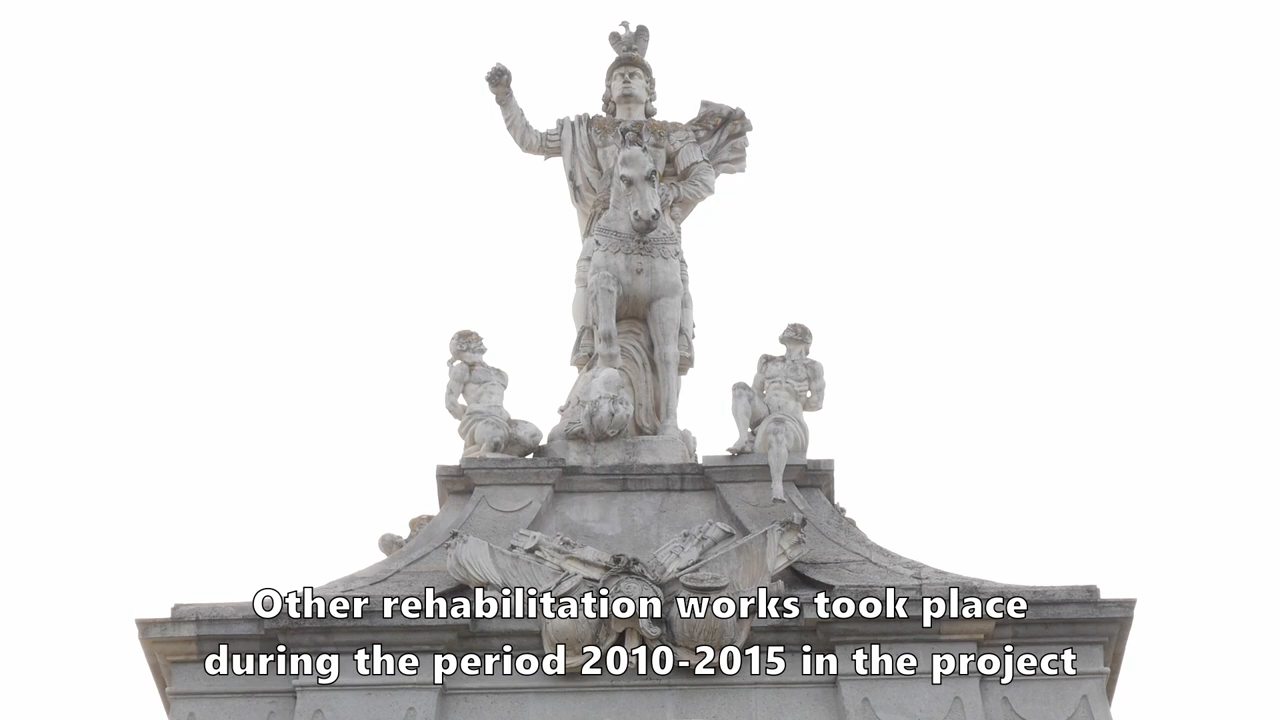 Other rehabilitation works took place
during the period 2010-2015 in the project